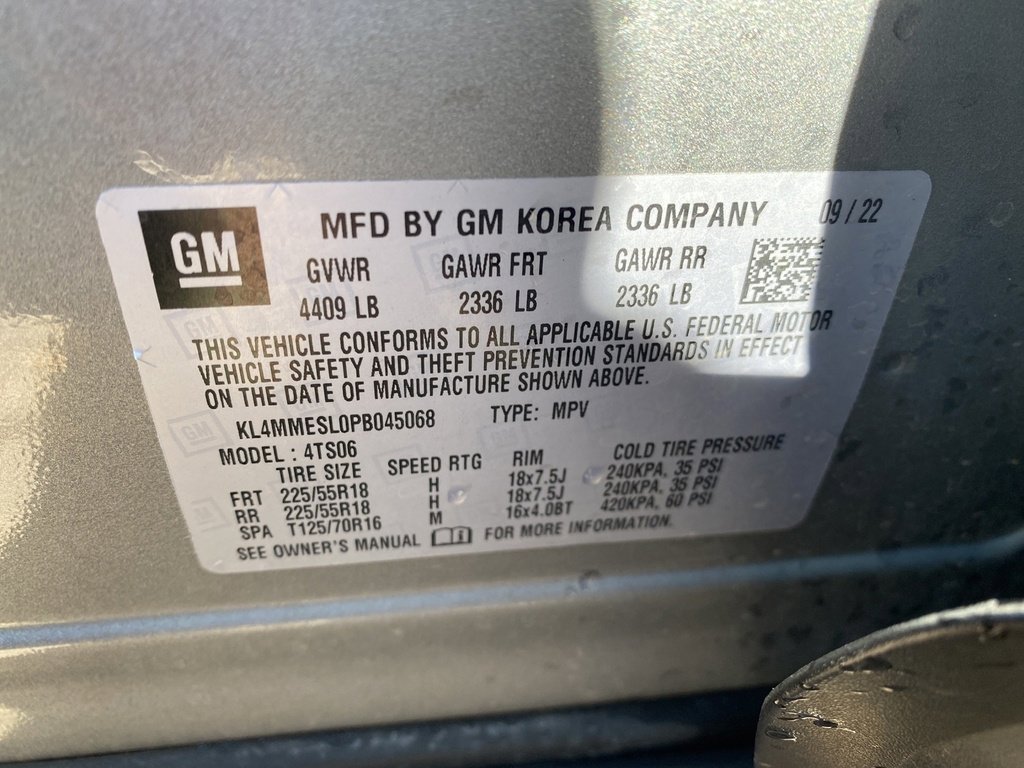 GM
MFD BY GM KOREA COMPANY 09 / 22
GVWR GAWR FRT GAWR RR
4409 LB 2336 LB 2336 LB
THIS VEHICLE CONFORMS TO ALL APPLICABLE U.S. FEDERAL MOTOR
VEHICLE SAFETY AND THEFT PREVENTION STANDARDS IN EFFECT
ON THE DATE OF MANUFACTURE SHOWN ABOVE.
KL4MMESL0PB045068 TYPE: MPV
MODEL : 4TS06
TIRE SIZE SPEED RTG RIM COLD TIRE PRESSURE
FRT 225/55R18 H 18x7.5J 240KPA, 35 PSI
RR 225/55R18 H 18x7.5J 240KPA, 35 PSI
SPA T125/70R16 M 16x4.0BT 420KPA, 60 PSI
SEE OWNER'S MANUAL FOR MORE INFORMATION.